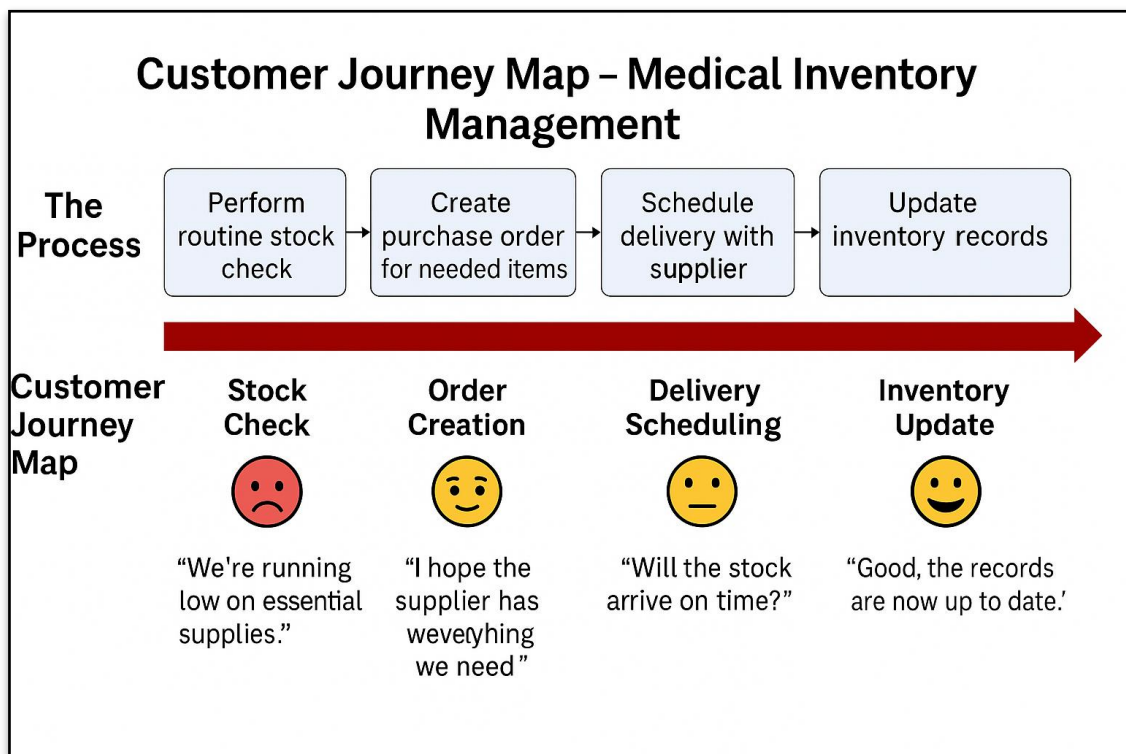 Customer Journey Map – Medical Inventory
Management
The
Process
Perform
routine stock
check
Create
purchase order
for needed items
Schedule
delivery with
supplier
Update
inventory records
Customer
Journey
Map
Stock
Check
Order
Creation
Delivery
Scheduling
Inventory
Update
“We're running
low on essential
supplies.”
“I hope the
supplier has
weveryhing
we need”
“Will the stock
arrive on time?”
“Good, the records
are now up to date.’